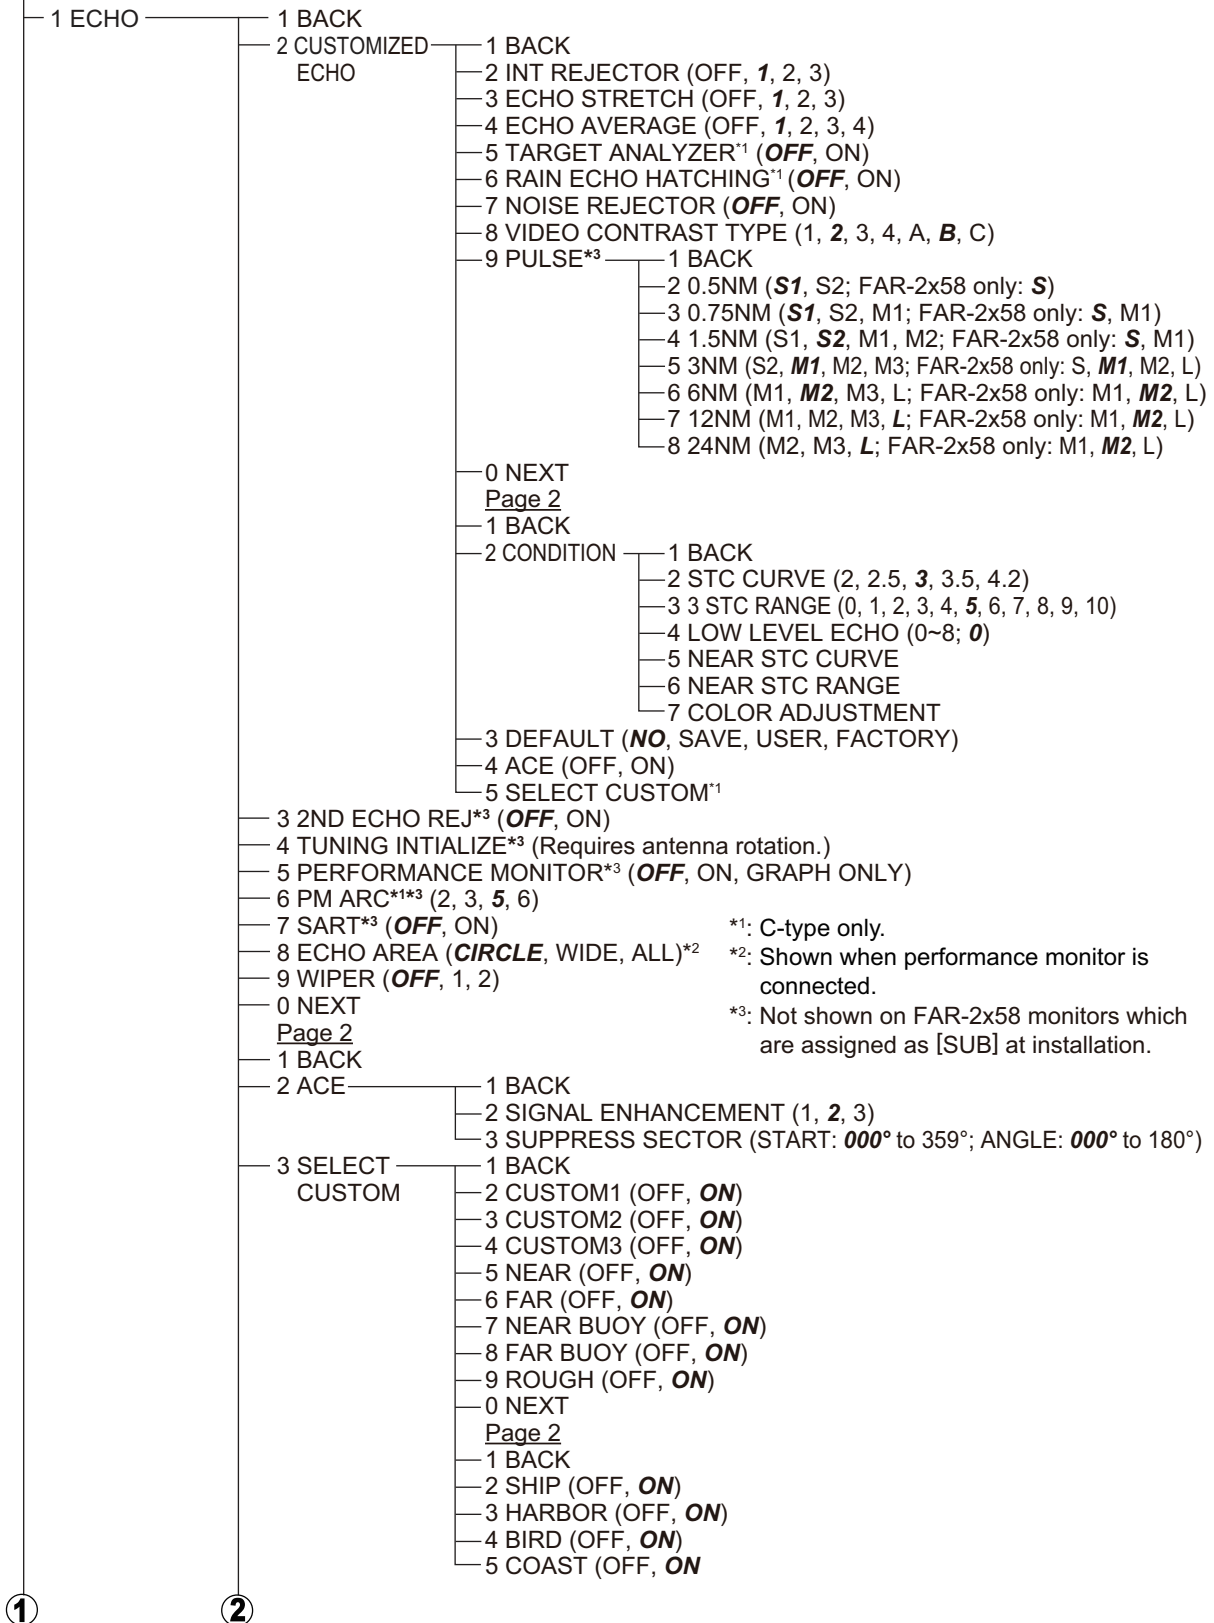 1 ECHO
1 BACK
2 CUSTOMIZED
ECHO
1 BACK
2 INT REJECTOR (OFF, 1, 2, 3)
3 ECHO STRETCH (OFF, 1, 2, 3)
4 ECHO AVERAGE (OFF, 1, 2, 3, 4)
5 TARGET ANALYZER*1 (OFF, ON)
6 RAIN ECHO HATCHING*1 (OFF, ON)
7 NOISE REJECTOR (OFF, ON)
8 VIDEO CONTRAST TYPE (1, 2, 3, 4, A, B, C)
9 PULSE*3
1 BACK
2 0.5NM (S1, S2; FAR-2x58 only: S)
3 0.75NM (S1, S2, M1; FAR-2x58 only: S, M1)
4 1.5NM (S1, S2, M1, M2; FAR-2x58 only: S, M1)
5 3NM (S2, M1, M2, M3; FAR-2x58 only: S, M1, M2, L)
6 6NM (M1, M2, M3, L; FAR-2x58 only: M1, M2, L)
7 12NM (M1, M2, M3, L; FAR-2x58 only: M1, M2, L)
8 24NM (M2, M3, L; FAR-2x58 only: M1, M2, L)
0 NEXT
Page 2
1 BACK
2 CONDITION
1 BACK
2 STC CURVE (2, 2.5, 3, 3.5, 4.2)
3 3 STC RANGE (0, 1, 2, 3, 4, 5, 6, 7, 8, 9, 10)
4 LOW LEVEL ECHO (0~8; 0)
5 NEAR STC CURVE
6 NEAR STC RANGE
7 COLOR ADJUSTMENT
3 DEFAULT (NO, SAVE, USER, FACTORY)
4 ACE (OFF, ON)
5 SELECT CUSTOM*1
3 2ND ECHO REJ*3 (OFF, ON)
4 TUNING INTIALIZE*3 (Requires antenna rotation.)
5 PERFORMANCE MONITOR*3 (OFF, ON, GRAPH ONLY)
6 PM ARC*1*3 (2, 3, 5, 6)
7 SART*3 (OFF, ON)
8 ECHO AREA (CIRCLE, WIDE, ALL)*2
9 WIPER (OFF, 1, 2)
0 NEXT
*1: C-type only.
*2: Shown when performance monitor is
connected.
*3: Not shown on FAR-2x58 monitors which
are assigned as [SUB] at installation.
Page 2
1 BACK
2 ACE
1 BACK
2 SIGNAL ENHANCEMENT (1, 2, 3)
3 SUPPRESS SECTOR (START: 000° to 359°; ANGLE: 000° to 180°)
3 SELECT
CUSTOM
1 BACK
2 CUSTOM1 (OFF, ON)
3 CUSTOM2 (OFF, ON)
4 CUSTOM3 (OFF, ON)
5 NEAR (OFF, ON)
6 FAR (OFF, ON)
7 NEAR BUOY (OFF, ON)
8 FAR BUOY (OFF, ON)
9 ROUGH (OFF, ON)
0 NEXT
Page 2
1 BACK
2 SHIP (OFF, ON)
3 HARBOR (OFF, ON)
4 BIRD (OFF, ON)
5 COAST (OFF, ON
1
2